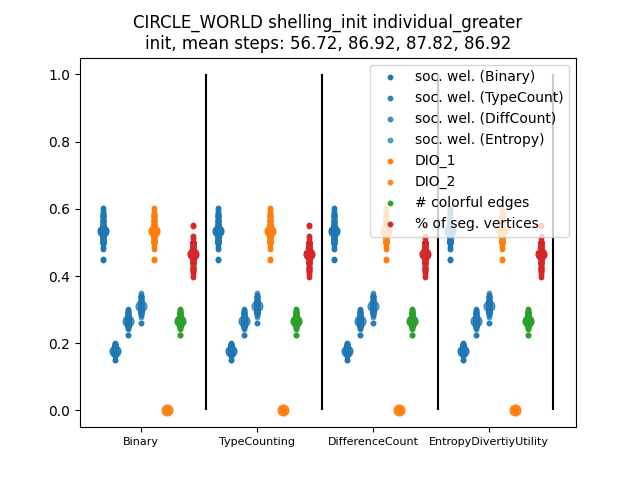 CIRCLE_WORLD shelling_init individual_greater
init, mean steps: 56.72, 86.92, 87.82, 86.92
1.0
0.8
0.6
0.4
0.2
0.0
soc. wel. (Binary)
soc. wel. (TypeCount)
soc. wel. (DiffCount)
soc. wel. (Entropy)
DIO_1
DIO_2
# colorful edges
% of seg. vertices
Binary
TypeCounting
DifferenceCount
EntropyDivertiyUtility